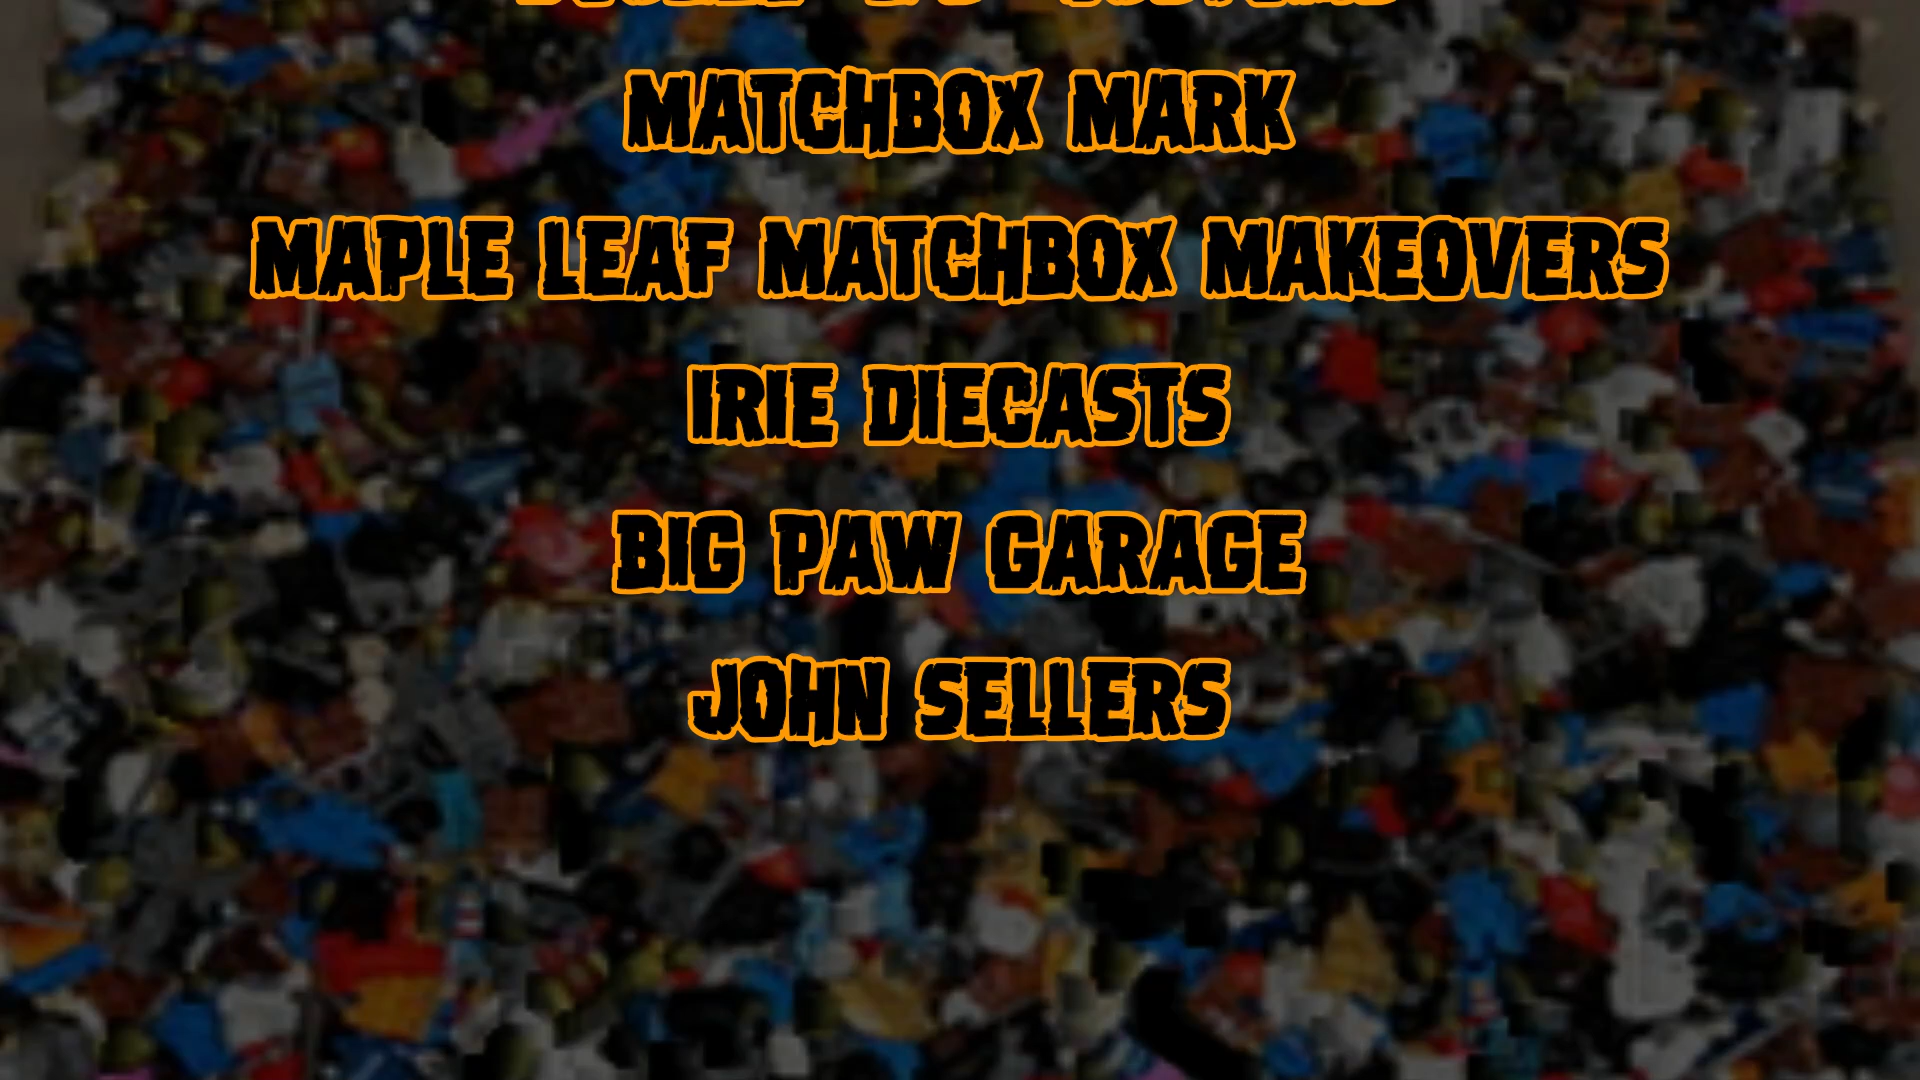 MATCHBOX MARK
MAPLE LEAF MATCHBOX MAKEOVERS
IRIE DIECASTS
BIG PAW GARAGE
JOHN SELLERS